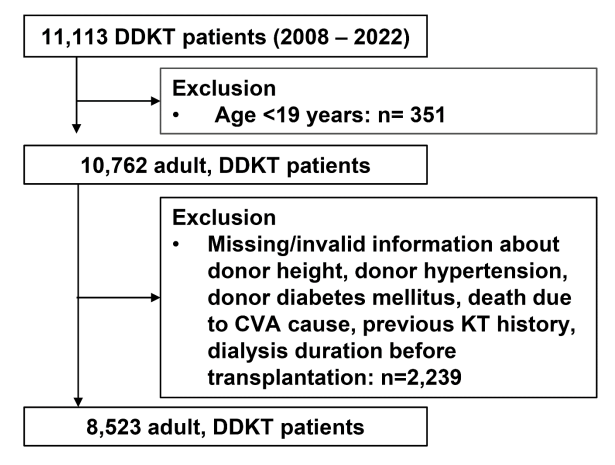 11,113 DDKT patients (2008 – 2022)
Exclusion
• Age <19 years: n= 351
10,762 adult, DDKT patients
Exclusion
• Missing/invalid information about
donor height, donor hypertension,
donor diabetes mellitus, death due
to CVA cause, previous KT history,
dialysis duration before
transplantation: n=2,239
8,523 adult, DDKT patients